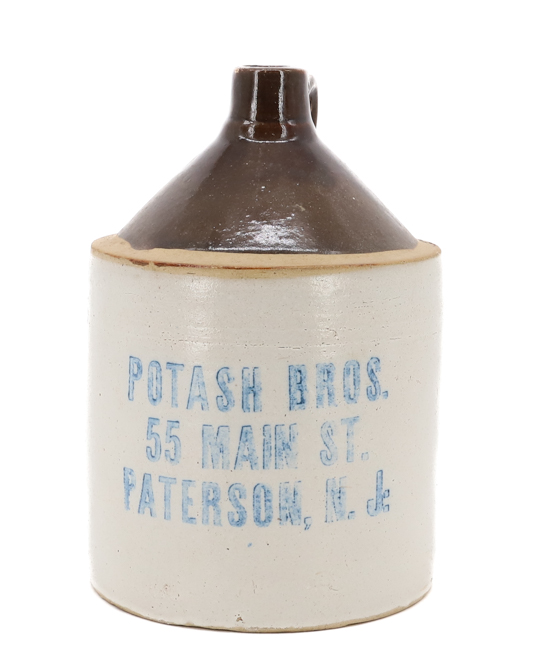 POTASH BROS.
55 MAIN ST.
PATERSON, N. J.